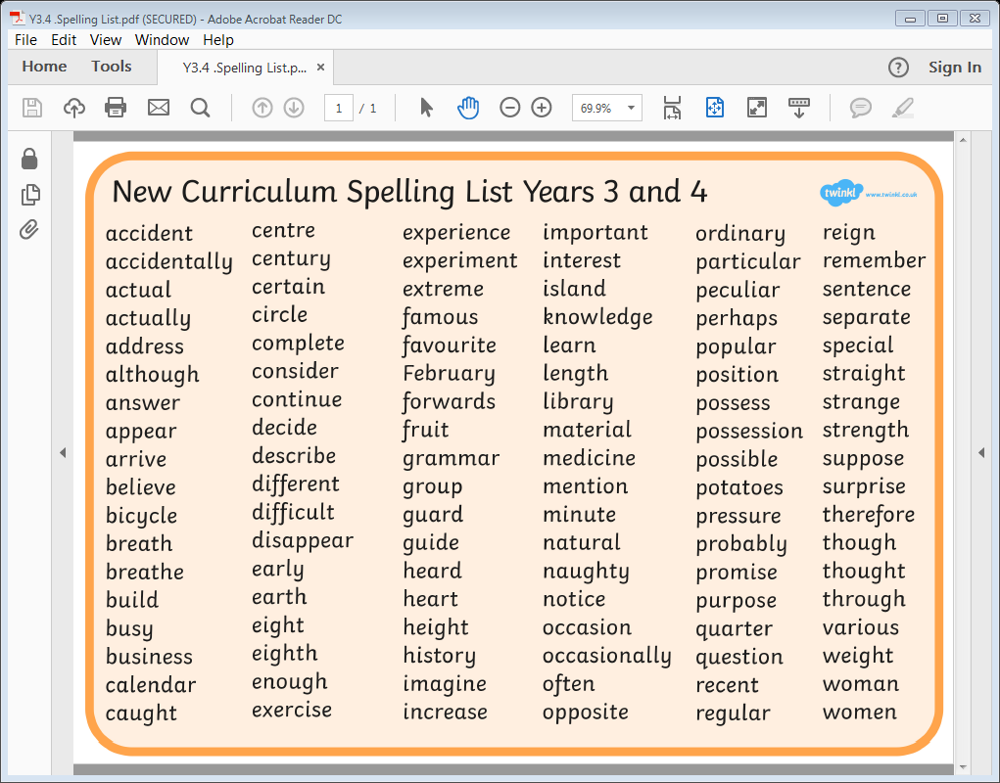 Y3.4 .Spelling List.pdf (SECURED) - Adobe Acrobat Reader DC
File Edit View Window Help
Home Tools Y3.4 .Spelling List.p... × ? Sign In
1 / 1 69.9%
New Curriculum Spelling List Years 3 and 4
twinkl www.twinkl.co.uk
accident
accidentally
actual
actually
address
although
answer
appear
arrive
believe
bicycle
breath
breathe
build
busy
business
calendar
caught
centre
century
certain
circle
complete
consider
continue
decide
describe
different
difficult
disappear
early
earth
eight
eighth
enough
exercise
experience
experiment
extreme
famous
favourite
February
forwards
fruit
grammar
group
guard
guide
heard
heart
height
history
imagine
increase
important
interest
island
knowledge
learn
length
library
material
medicine
mention
minute
natural
naughty
notice
occasion
occasionally
often
opposite
ordinary
particular
peculiar
perhaps
popular
position
possess
possession
possible
potatoes
pressure
probably
promise
purpose
quarter
question
recent
regular
reign
remember
sentence
separate
special
straight
strange
strength
suppose
surprise
therefore
though
thought
through
various
weight
woman
women